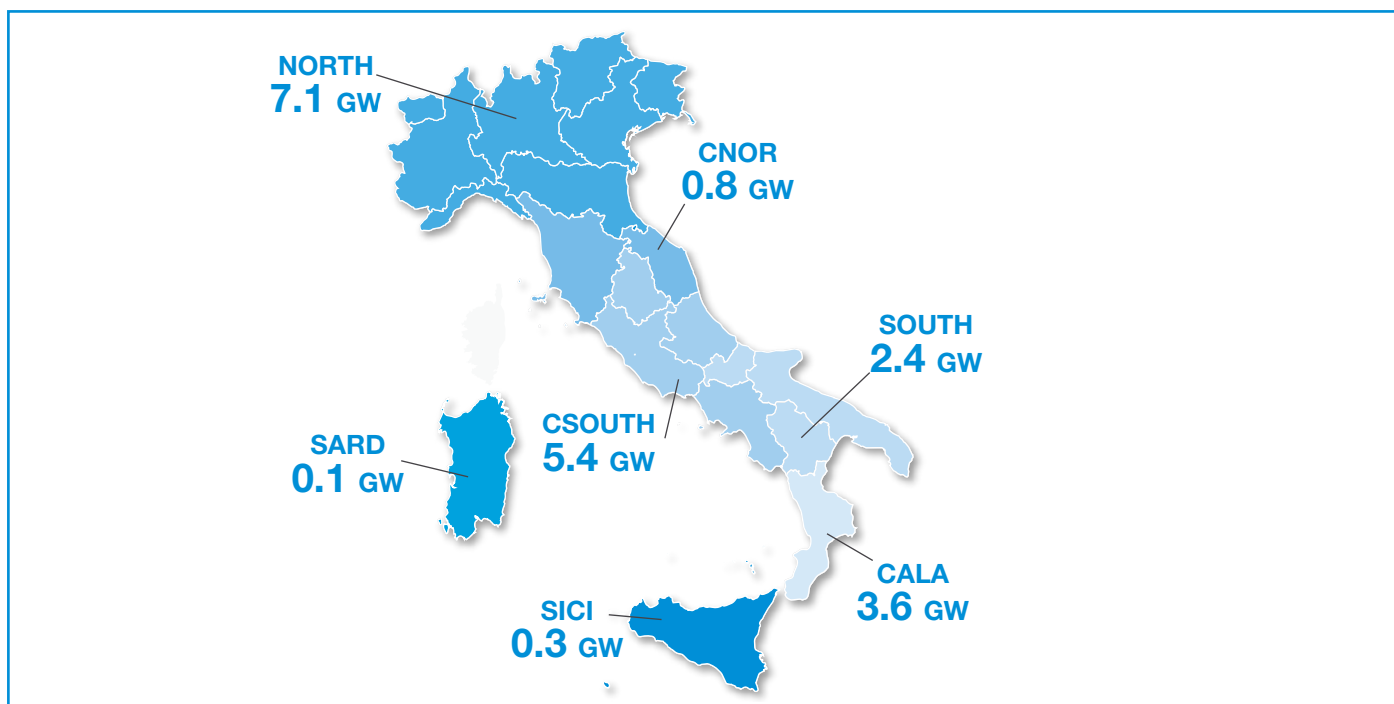 NORTH
7.1 GW
CNOR
0.8 GW
SOUTH
2.4 GW
CSOUTH
5.4 GW
SARD
0.1 GW
CALA
3.6 GW
SICI
0.3 GW